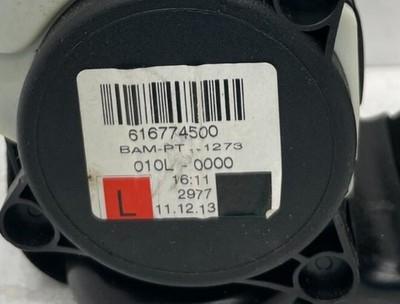 616774500
BAM-PT 1273
010L 0000
16:11
2977
L
11.12.13